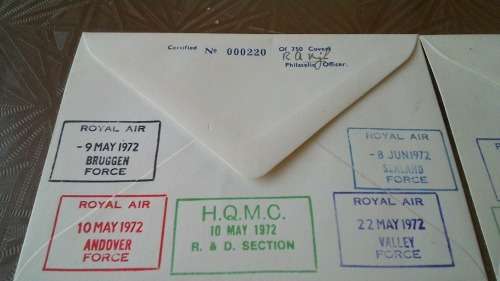 Certified No 000220 Of 750 Covers
Philatelic Officer.
ROYAL AIR
- 9 MAY 1972
BRUGGEN
FORCE
ROYAL AIR
- 8 JUN 1972
SEALAND
FORCE
ROYAL AIR
10 MAY 1972
ANDOVER
FORCE
H.Q.M.C.
10 MAY 1972
R. & D. SECTION
ROYAL AIR
22 MAY 1972
VALLEY
FORCE